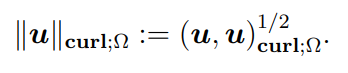 ‖u‖curl;Ω := (u, u)^{1/2}_{curl;Ω}.